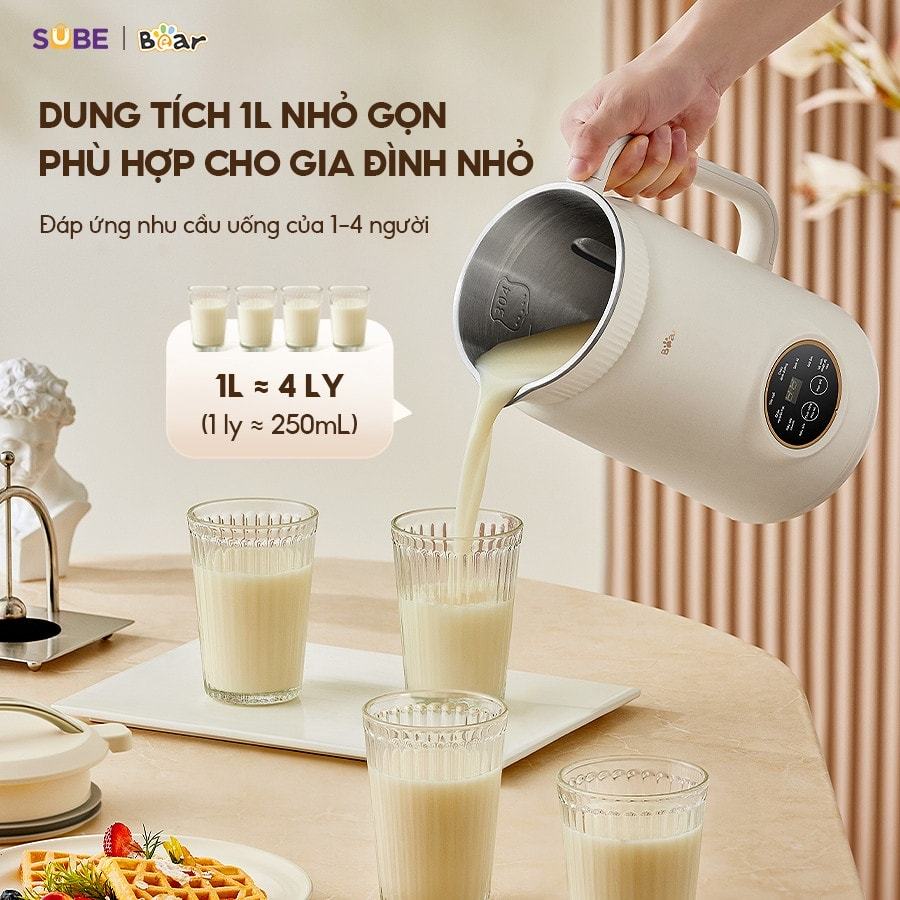 SUBE | Bear
DUNG TÍCH 1L NHỎ GỌN
PHÙ HỢP CHO GIA ĐÌNH NHỎ
Đáp ứng nhu cầu uống của 1-4 người
1L ≈ 4 LY
(1 ly ≈ 250mL)
304
Bear